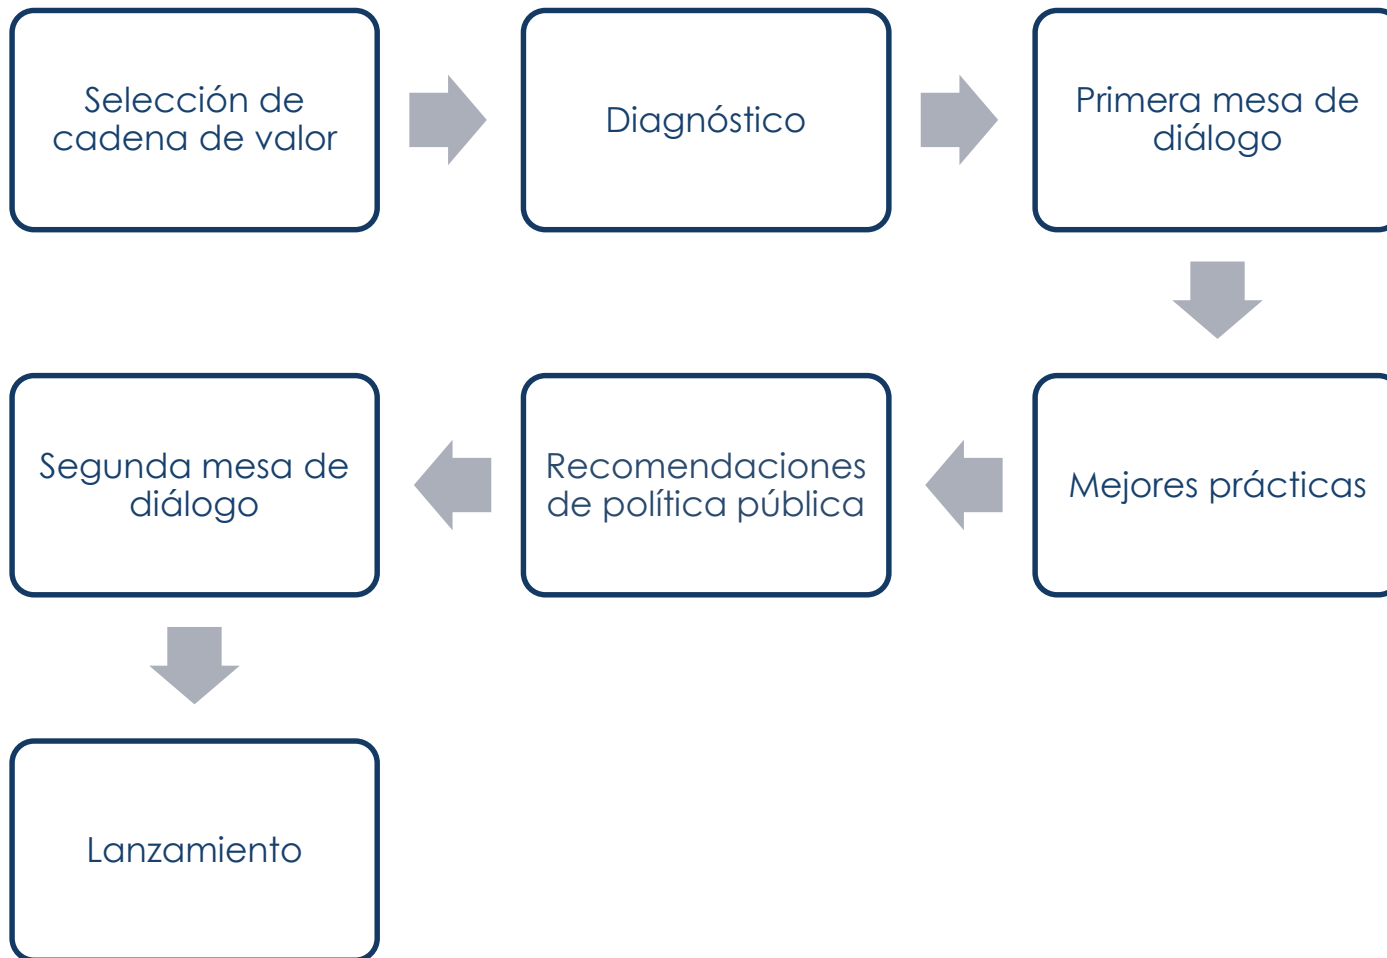 Selección de
cadena de valor
Diagnóstico
Primera mesa de
diálogo
Mejores prácticas
Recomendaciones
de política pública
Segunda mesa de
diálogo
Lanzamiento